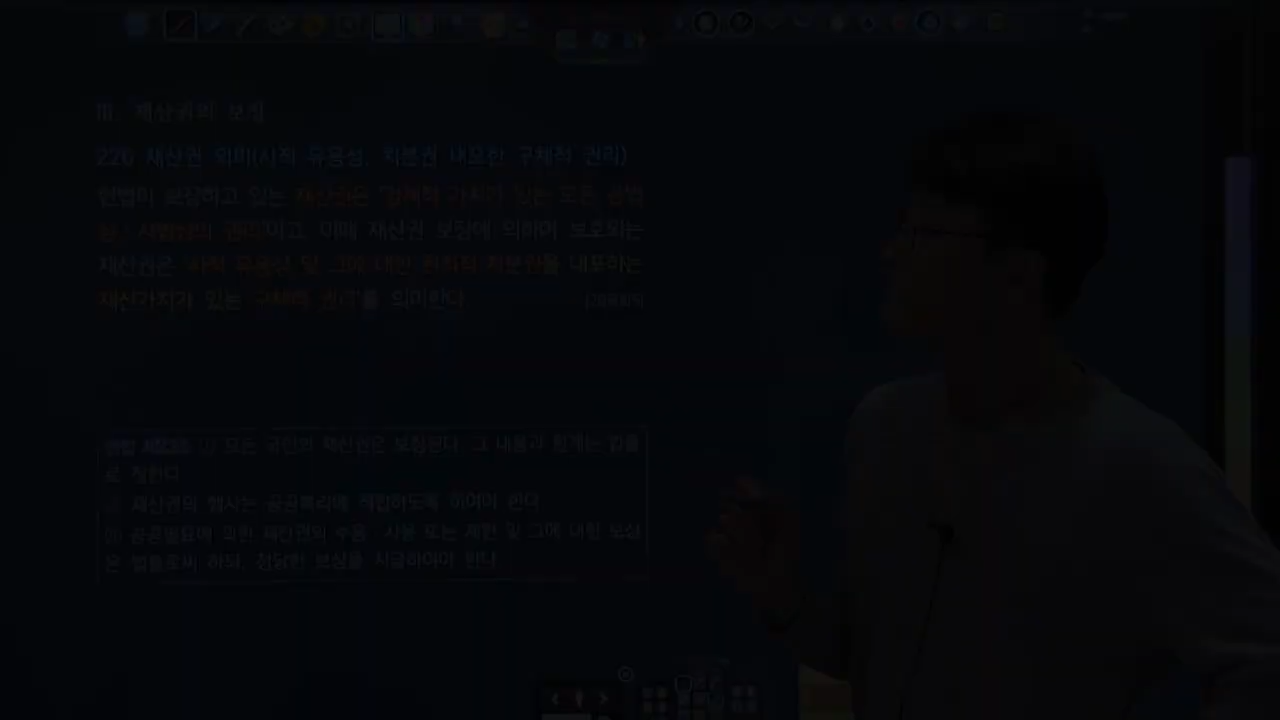 III. 재산권의 보장
220 재산권 의미(사적 유용성, 처분권 내포한 구체적 권리)
헌법이 보장하고 있는 재산권은 '경제적 가치가 있는 모든 공법
상·사법상의 권리'이고, 이때 재산권 보장에 의하여 보호되는
재산권은 '사적 유용성 및 그에 대한 원칙적 처분권을 내포하는
재산가치가 있는 구체적 권리'를 의미한다.
① 모든 국민의 재산권은 보장된다. 그 내용과 한계는 법률
로 정한다.
② 재산권의 행사는 공공복리에 적합하도록 하여야 한다.
③ 공공필요에 의한 재산권의 수용·사용 또는 제한 및 그에 대한 보상
은 법률로써 하되, 정당한 보상을 지급하여야 한다.